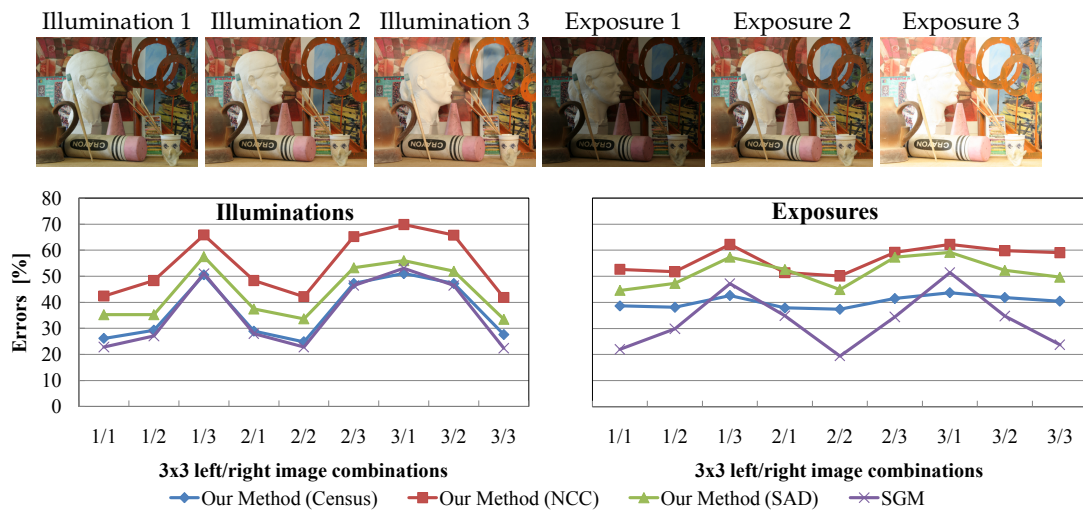 Illumination 1 Illumination 2 Illumination 3 Exposure 1 Exposure 2 Exposure 3
CRAYON CRAYON CRAYON CRAYON CRAYON CRAYON
Illuminations
Errors [%]
80
70
60
50
40
30
20
10
0
1/1 1/2 1/3 2/1 2/2 2/3 3/1 3/2 3/3
3x3 left/right image combinations
Exposures
1/1 1/2 1/3 2/1 2/2 2/3 3/1 3/2 3/3
3x3 left/right image combinations
Our Method (Census) Our Method (NCC) Our Method (SAD) SGM